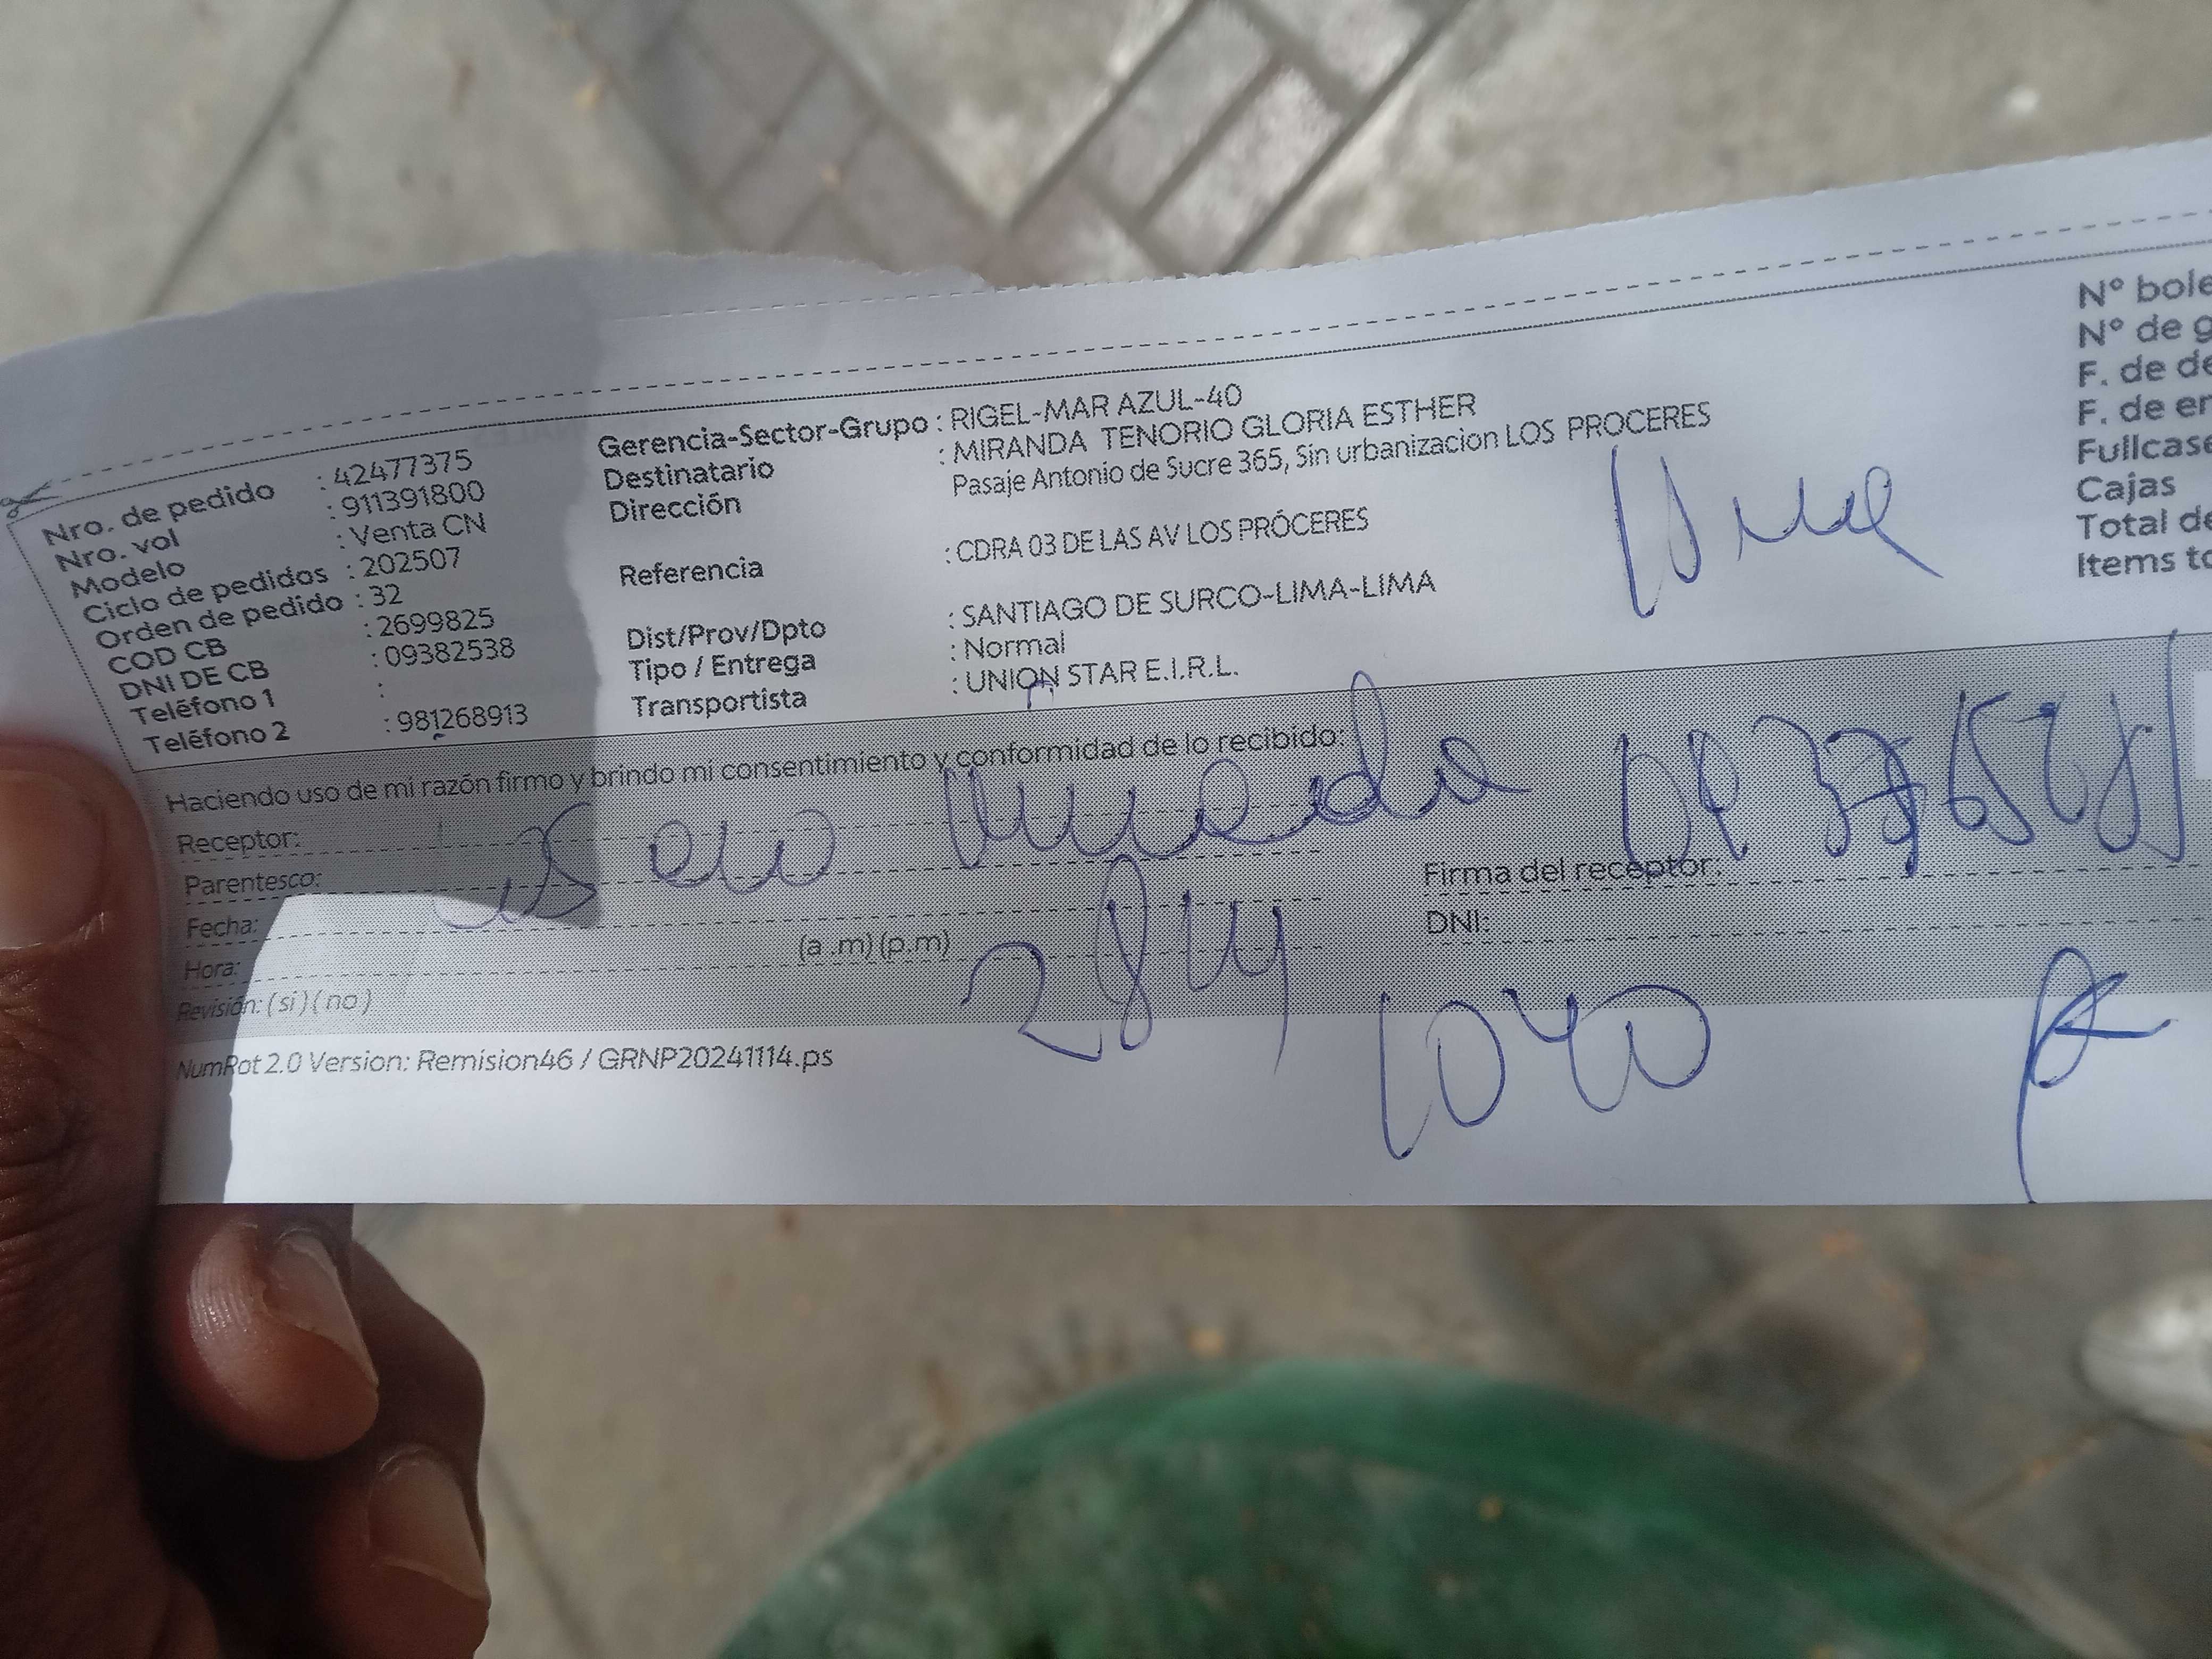 Nro. de pedido : 42477375
Nro. vol : 911391800
Modelo : Venta CN
Ciclo de pedidos : 202507
Orden de pedido : 32
COD CB : 2699825
DNI DE CB : 09382538
Teléfono 1 :
Teléfono 2 : 981268913
Gerencia-Sector-Grupo : RIGEL-MAR AZUL-40
Destinatario : MIRANDA TENORIO GLORIA ESTHER
Dirección Pasaje Antonio de Sucre 365, Sin urbanizacion LOS PROCERES
Referencia : CDRA 03 DE LAS AV LOS PRÓCERES
Dist/Prov/Dpto : SANTIAGO DE SURCO-LIMA-LIMA
Tipo / Entrega : Normal
Transportista : UNION STAR E.I.R.L.
Nº bole
Nº de g
F. de de
F. de en
Fullcase
Cajas
Total de
Items to
Haciendo uso de mi razón firmo y brindo mi consentimiento y conformidad de lo recibido:
Receptor:
Parentesco:
Fecha: 28 4
Hora: (a .m) (p.m) 1040
Revisión: ( si ) ( no )
Firma del receptor:
DNI:
NumRot 2.0 Version: Remision46 / GRNP20241114.ps